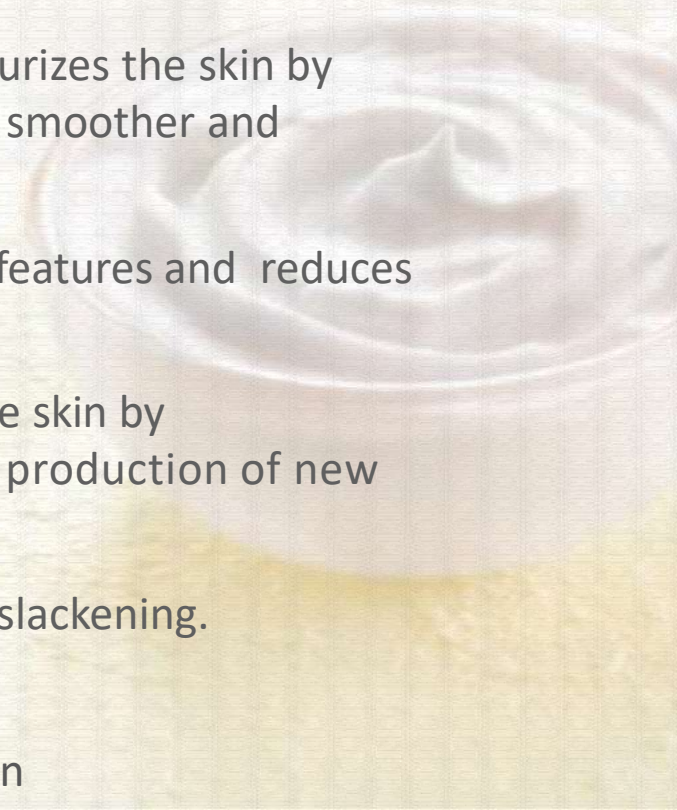 urizes the skin by
smoother and
features and reduces
e skin by
production of new
slackening.
n